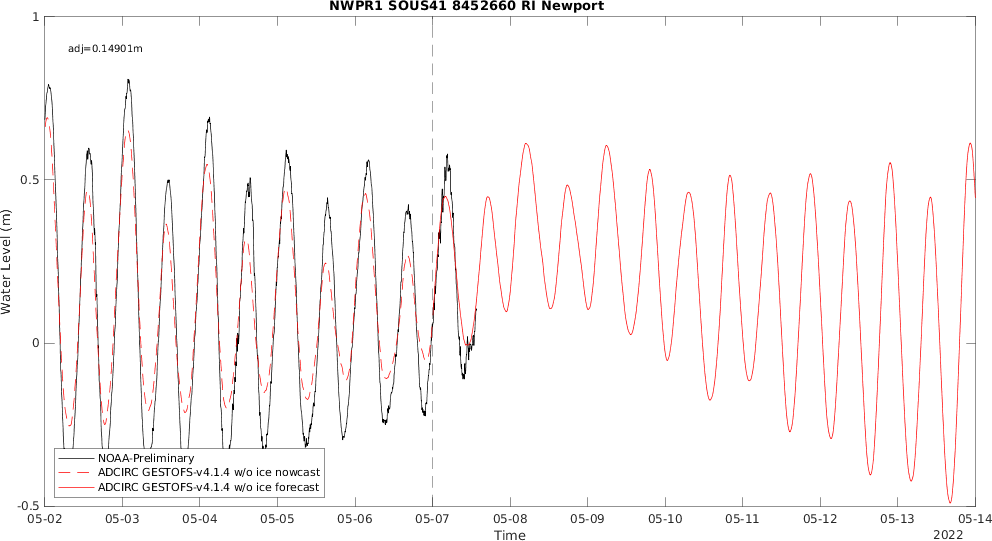 NWPR1 SOUS41 8452660 RI Newport
1
adj=0.14901m
0.5
Water Level (m)
0
NOAA-Preliminary
ADCIRC GESTOFS-v4.1.4 w/o ice nowcast
ADCIRC GESTOFS-v4.1.4 w/o ice forecast
-0.5
05-02 05-03 05-04 05-05 05-06 05-07 05-08 05-09 05-10 05-11 05-12 05-13 05-14
Time
2022